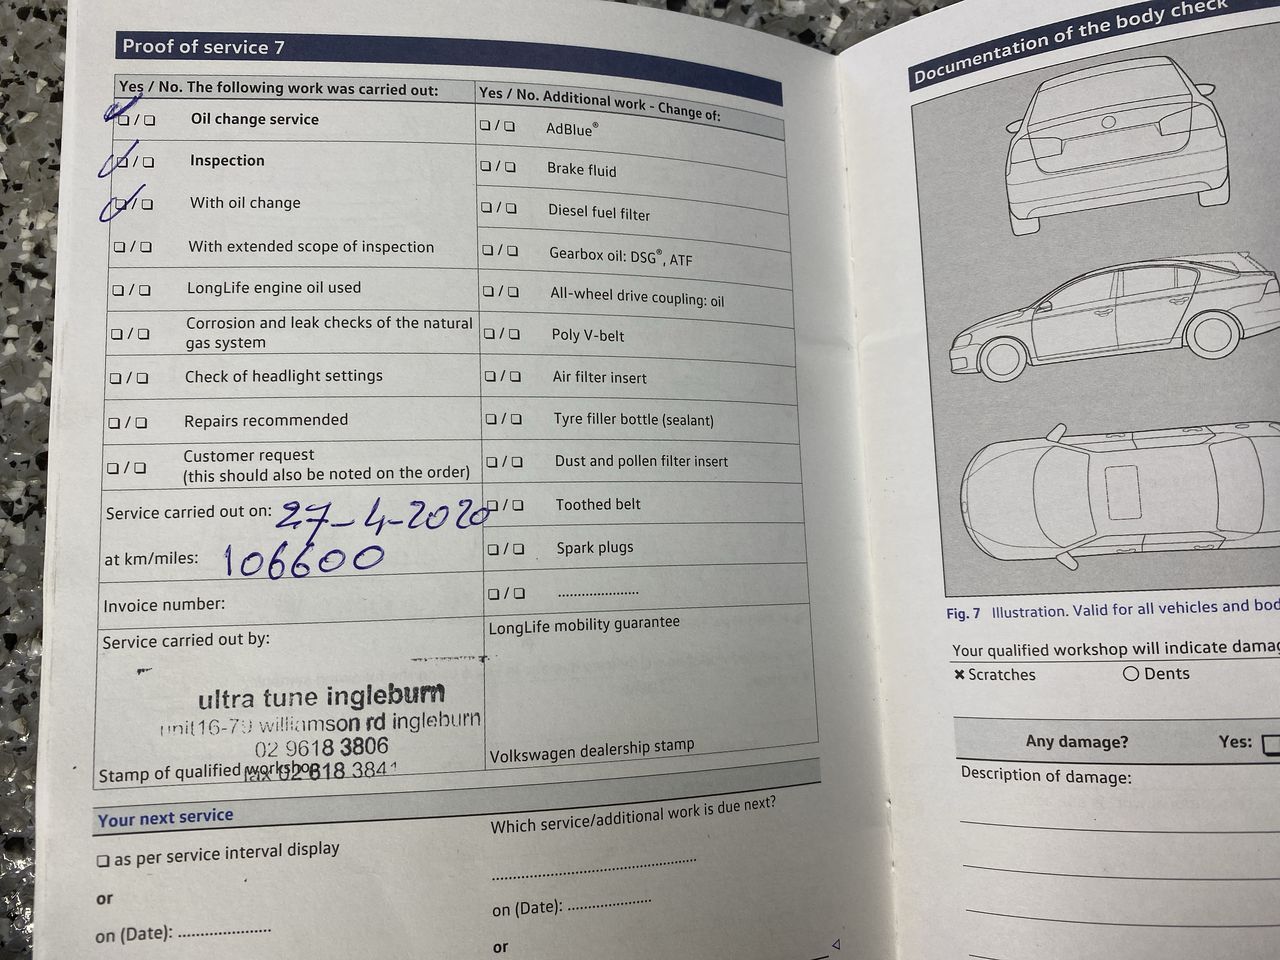 Proof of service 7
Yes / No. The following work was carried out:
❏ / ❏ Oil change service
❏ / ❏ Inspection
❏ / ❏ With oil change
❏ / ❏ With extended scope of inspection
❏ / ❏ LongLife engine oil used
❏ / ❏ Corrosion and leak checks of the natural
gas system
❏ / ❏ Check of headlight settings
❏ / ❏ Repairs recommended
❏ / ❏ Customer request
(this should also be noted on the order)
Service carried out on: 27-4-2020
at km/miles: 106600
Invoice number:
Service carried out by:
ultra tune ingleburn
unit16-79 williamson rd ingleburn
02 9618 3806
Stamp of qualified workshop
fax 02 618 3841
Yes / No. Additional work - Change of:
❏ / ❏ AdBlue®
❏ / ❏ Brake fluid
❏ / ❏ Diesel fuel filter
❏ / ❏ Gearbox oil: DSG®, ATF
❏ / ❏ All-wheel drive coupling: oil
❏ / ❏ Poly V-belt
❏ / ❏ Air filter insert
❏ / ❏ Tyre filler bottle (sealant)
❏ / ❏ Dust and pollen filter insert
❏ / ❏ Toothed belt
❏ / ❏ Spark plugs
❏ / ❏ ....................
LongLife mobility guarantee
Volkswagen dealership stamp
Your next service
❏ as per service interval display
or
on (Date): ......................
Which service/additional work is due next?
..................................................
on (Date): ....................
or
Documentation of the body check
Fig. 7 Illustration. Valid for all vehicles and
Your qualified workshop will indicate
✖ Scratches ○ Dents
Any damage? Yes:
Description of damage: